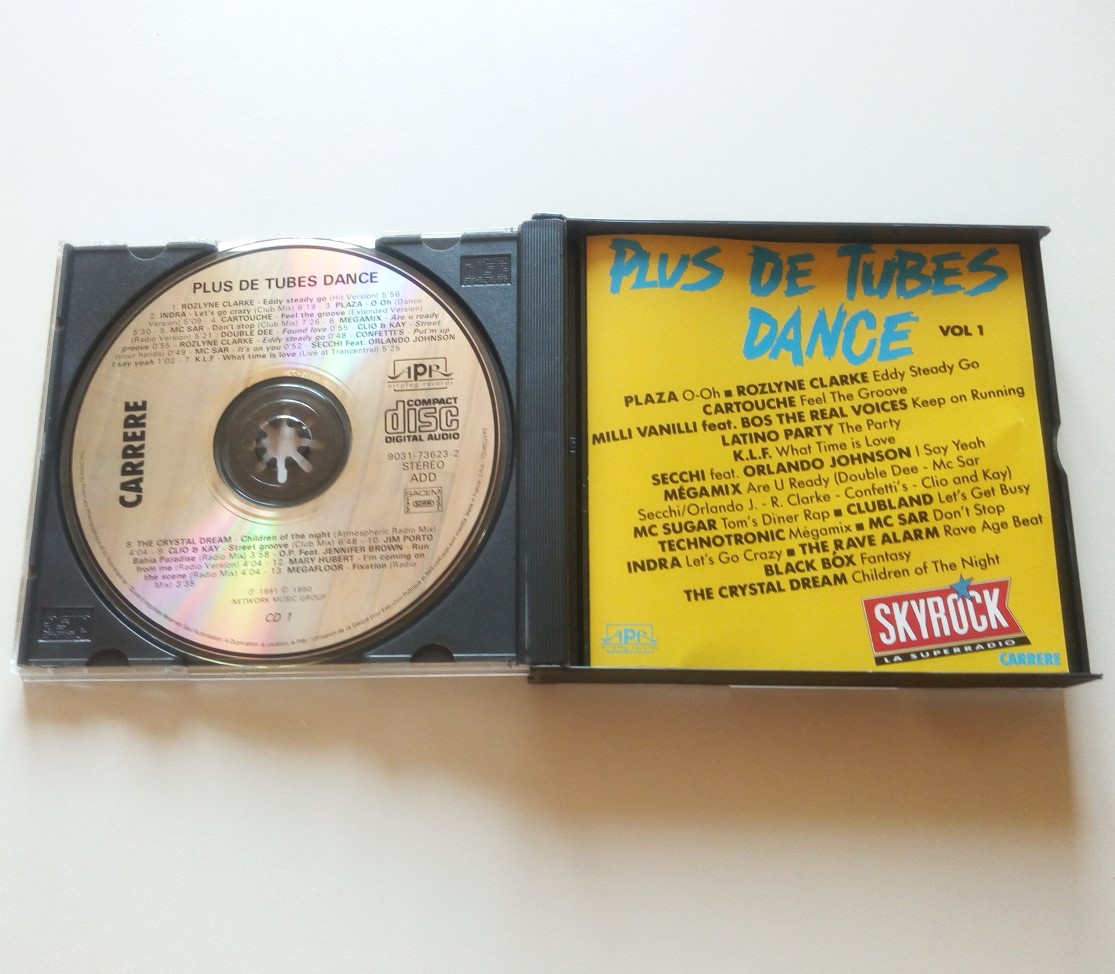 PLUS DE TUBES DANCE
1. ROZLYNE CLARKE - Eddy steady go (Hit Version) 5'56
2. INDRA - Let's go crazy (Club Mix) 6'19 - 3. PLAZA - O-Oh (Dance
Version) 5'09 - 4. CARTOUCHE - Feel the groove (Extended Version)
5'30 - 5. MC SAR - Don't stop (Club Mix) 7'26 - 6. MEGAMIX - Are u ready
(Radio Version) 5'21 : DOUBLE DEE - Found love 0'55 - CLIO & KAY - Street
groove 0'55 - ROZLYNE CLARKE - Eddy steady go 0'48 - CONFETTI'S - Put m'm up
(your hands) 0'49 - MC SAR - It's on you 0'52 - SECCHI Feat. ORLANDO JOHNSON
I say yeah 1'02 - 7. K.L.F. - What time is love (Live at Trancentral) 5'25
APR
airplay records
CARRERE
COMPACT
disc
DIGITAL AUDIO
9031-73623-2
STEREO
ADD
SACEM
8. THE CRYSTAL DREAM - Children of the night (Atmospheric Radio Mix)
4'04 - 9. CLIO & KAY - Street groove (Club Mix) 6'48 - 10. JIM PORTO
Bahia Paradise (Radio Mix) 3'58 - 11. O.P. Feat. JENNIFER BROWN - Run
from me (Radio Version) 4'04 - 12. MARY HUBERT - I'm coming on
the scene (Radio Mix) 4'04 - 13. MEGAFLOOR - Fixation (Radio
Mix) 3'35
℗ 1991 © 1990
NETWORK MUSIC GROUP
CD 1
PLUS DE TUBES
DANCE
VOL 1
PLAZA O-Oh ■ ROZLYNE CLARKE Eddy Steady Go
CARTOUCHE Feel The Groove
MILLI VANILLI feat. BOS THE REAL VOICES Keep on Running
LATINO PARTY The Party
K.L.F. What Time is Love
SECCHI feat. ORLANDO JOHNSON I Say Yeah
MÉGAMIX Are U Ready (Double Dee - Mc Sar
Secchi/Orlando J. - R. Clarke - Confetti's - Clio and Kay)
MC SUGAR Tom's Diner Rap ■ CLUBLAND Let's Get Busy
TECHNOTRONIC Mégamix ■ MC SAR Don't Stop
INDRA Let's Go Crazy ■ THE RAVE ALARM Rave Age Beat
BLACK BOX Fantasy
THE CRYSTAL DREAM Children of The Night
APR
SKYROCK
LA SUPERRADIO
CARRERE